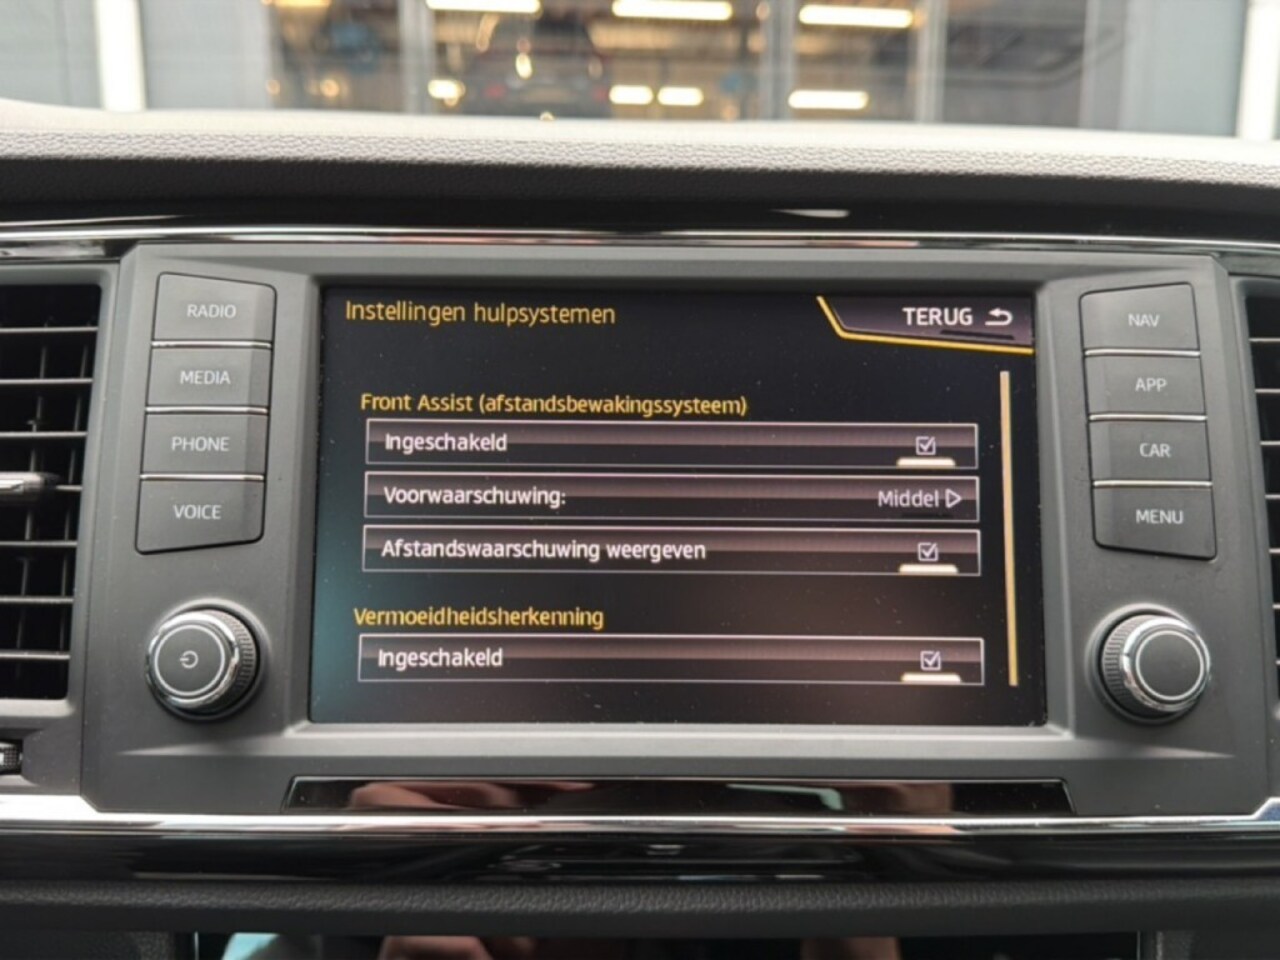 Instellingen hulpsystemen
TERUG
Front Assist (afstandsbewakingssysteem)
Ingeschakeld
Voorwaarschuwing: Middel
Afstandswaarschuwing weergeven
Vermoeidheidsherkenning
Ingeschakeld
RADIO
MEDIA
PHONE
VOICE
NAV
APP
CAR
MENU